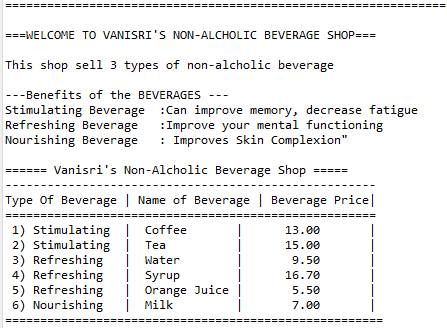 ===============================================================
===WELCOME TO VANISRI'S NON-ALCHOLIC BEVERAGE SHOP===
This shop sell 3 types of non-alcholic beverage
---Benefits of the BEVERAGES ---
Stimulating Beverage  :Can improve memory, decrease fatigue
Refreshing Beverage   :Improve your mental functioning
Nourishing Beverage   : Improves Skin Complexion"
====== Vanisri's Non-Alcholic Beverage Shop =====
-----------------------------------------------------
Type Of Beverage | Name of Beverage | Beverage Price|
=====================================================
 1) Stimulating  |  Coffee          |      13.00       |
 2) Stimulating  |  Tea             |      15.00       |
 3) Refreshing   |  Water           |       9.50       |
 4) Refreshing   |  Syrup           |      16.70       |
 5) Refreshing   |  Orange Juice    |       5.50       |
 6) Nourishing   |  Milk            |       7.00       |
======================================================